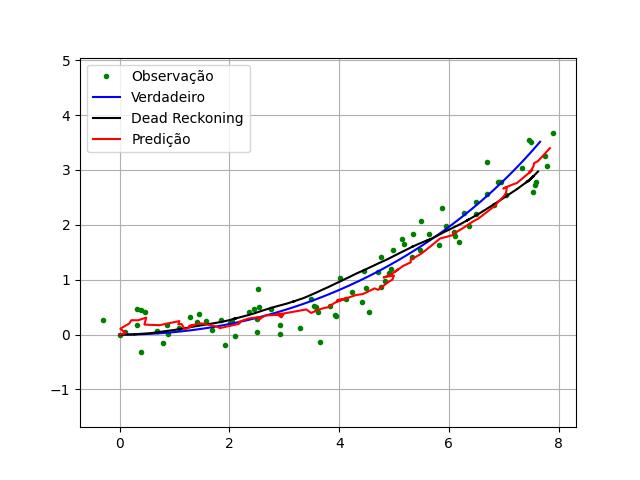 Observação
Verdadeiro
Dead Reckoning
Predição
5
4
3
2
1
0
−1
0 2 4 6 8